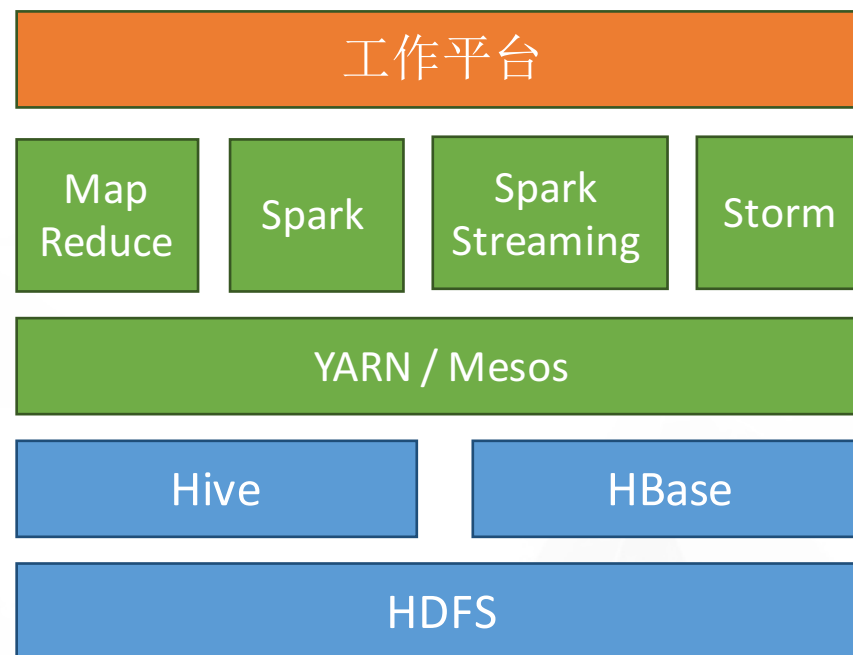 工作平台
Map
Reduce
Spark
Spark
Streaming
Storm
YARN / Mesos
Hive
HBase
HDFS